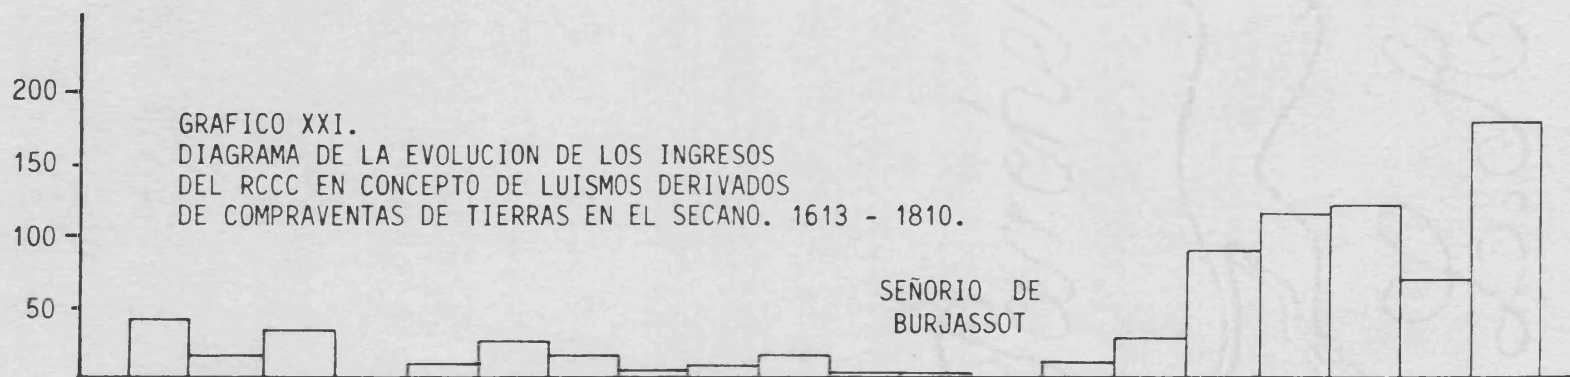 200
150
100
50
GRAFICO XXI.
DIAGRAMA DE LA EVOLUCION DE LOS INGRESOS
DEL RCCC EN CONCEPTO DE LUISMOS DERIVADOS
DE COMPRAVENTAS DE TIERRAS EN EL SECANO. 1613 - 1810.
SEÑORIO DE
BURJASSOT